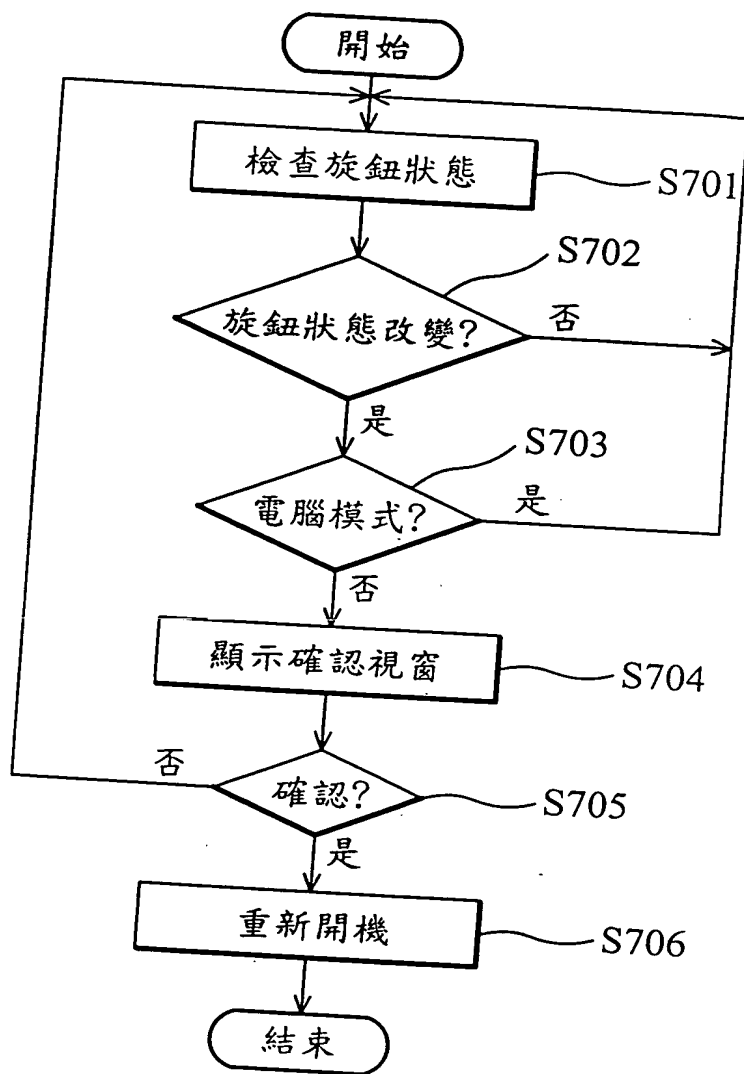 開始
檢查旋鈕狀態
S701
S702
旋鈕狀態改變?
否
是
S703
電腦模式?
是
否
顯示確認視窗
S704
否
確認?
S705
是
重新開機
S706
結束